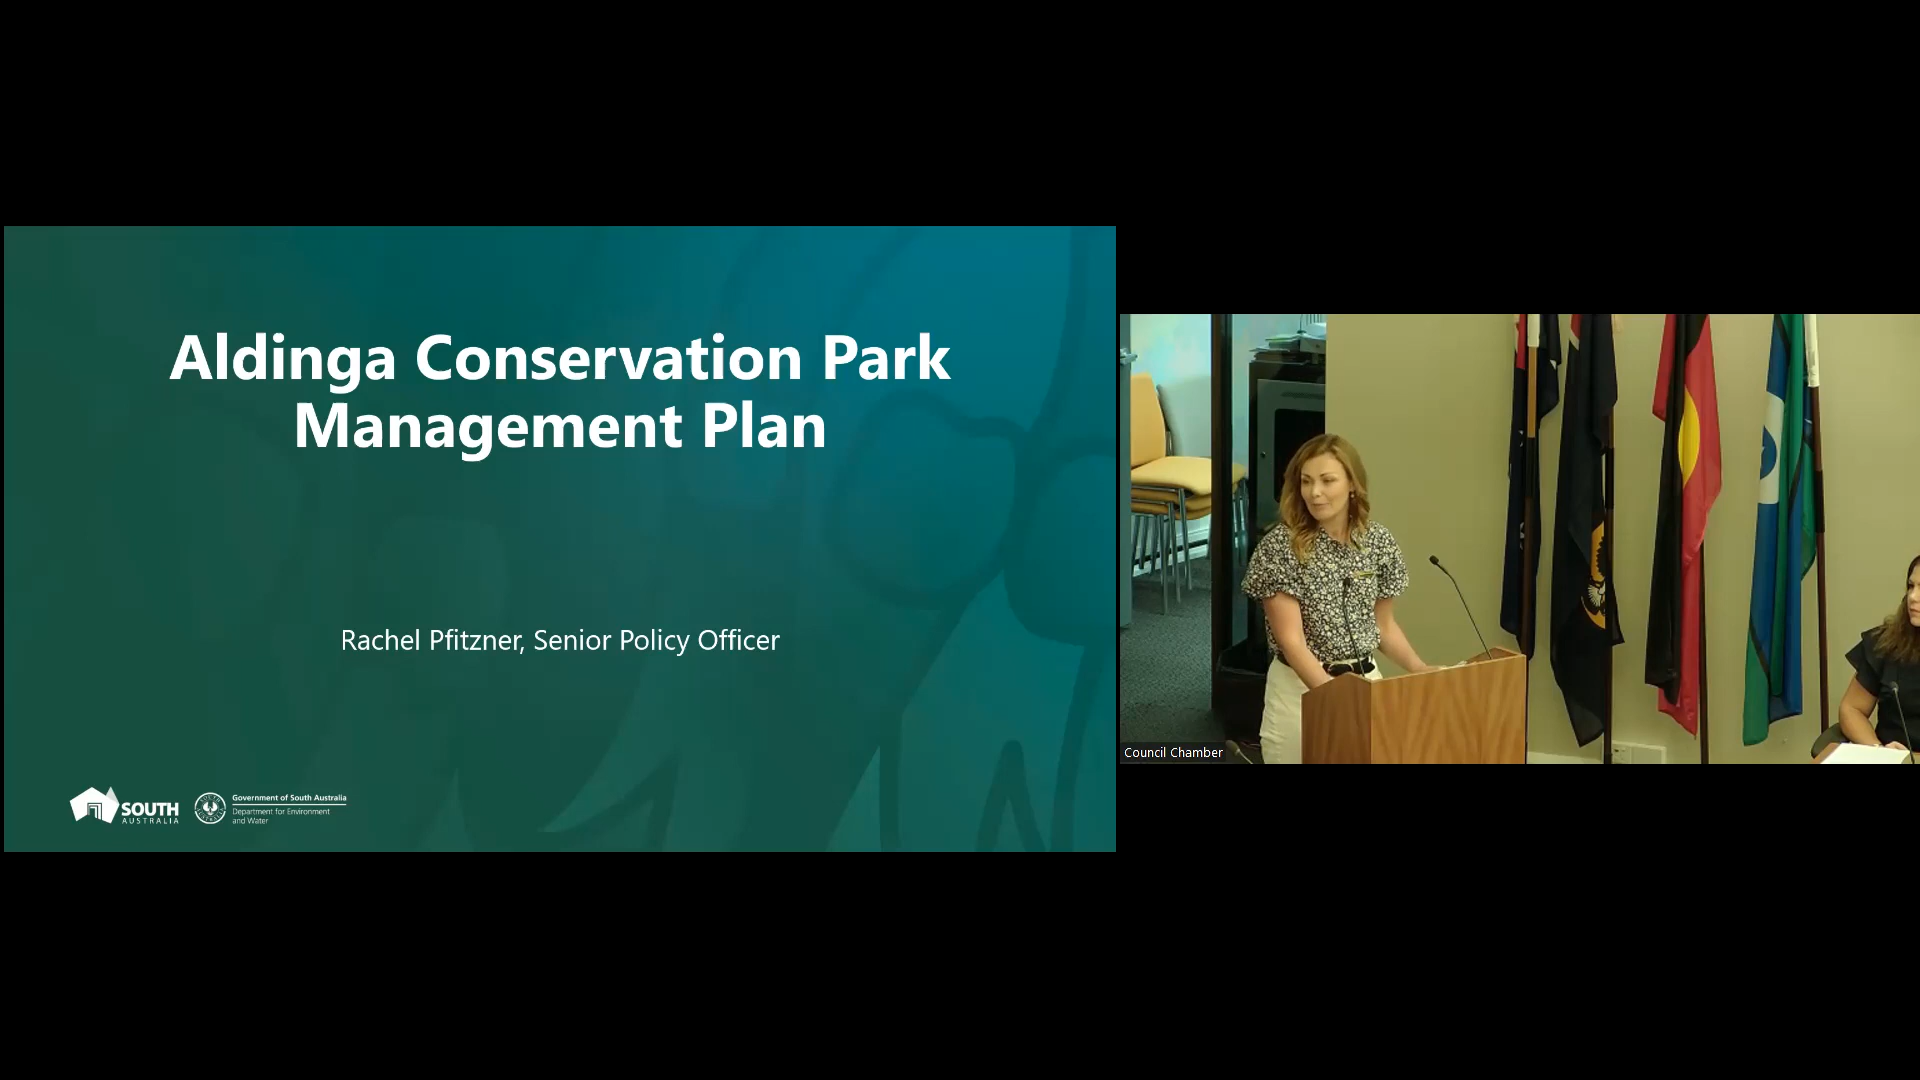 Aldinga Conservation Park
Management Plan
Rachel Pfitzner, Senior Policy Officer
SOUTH
AUSTRALIA
Government of South Australia
Department for Environment
and Water
Council Chamber